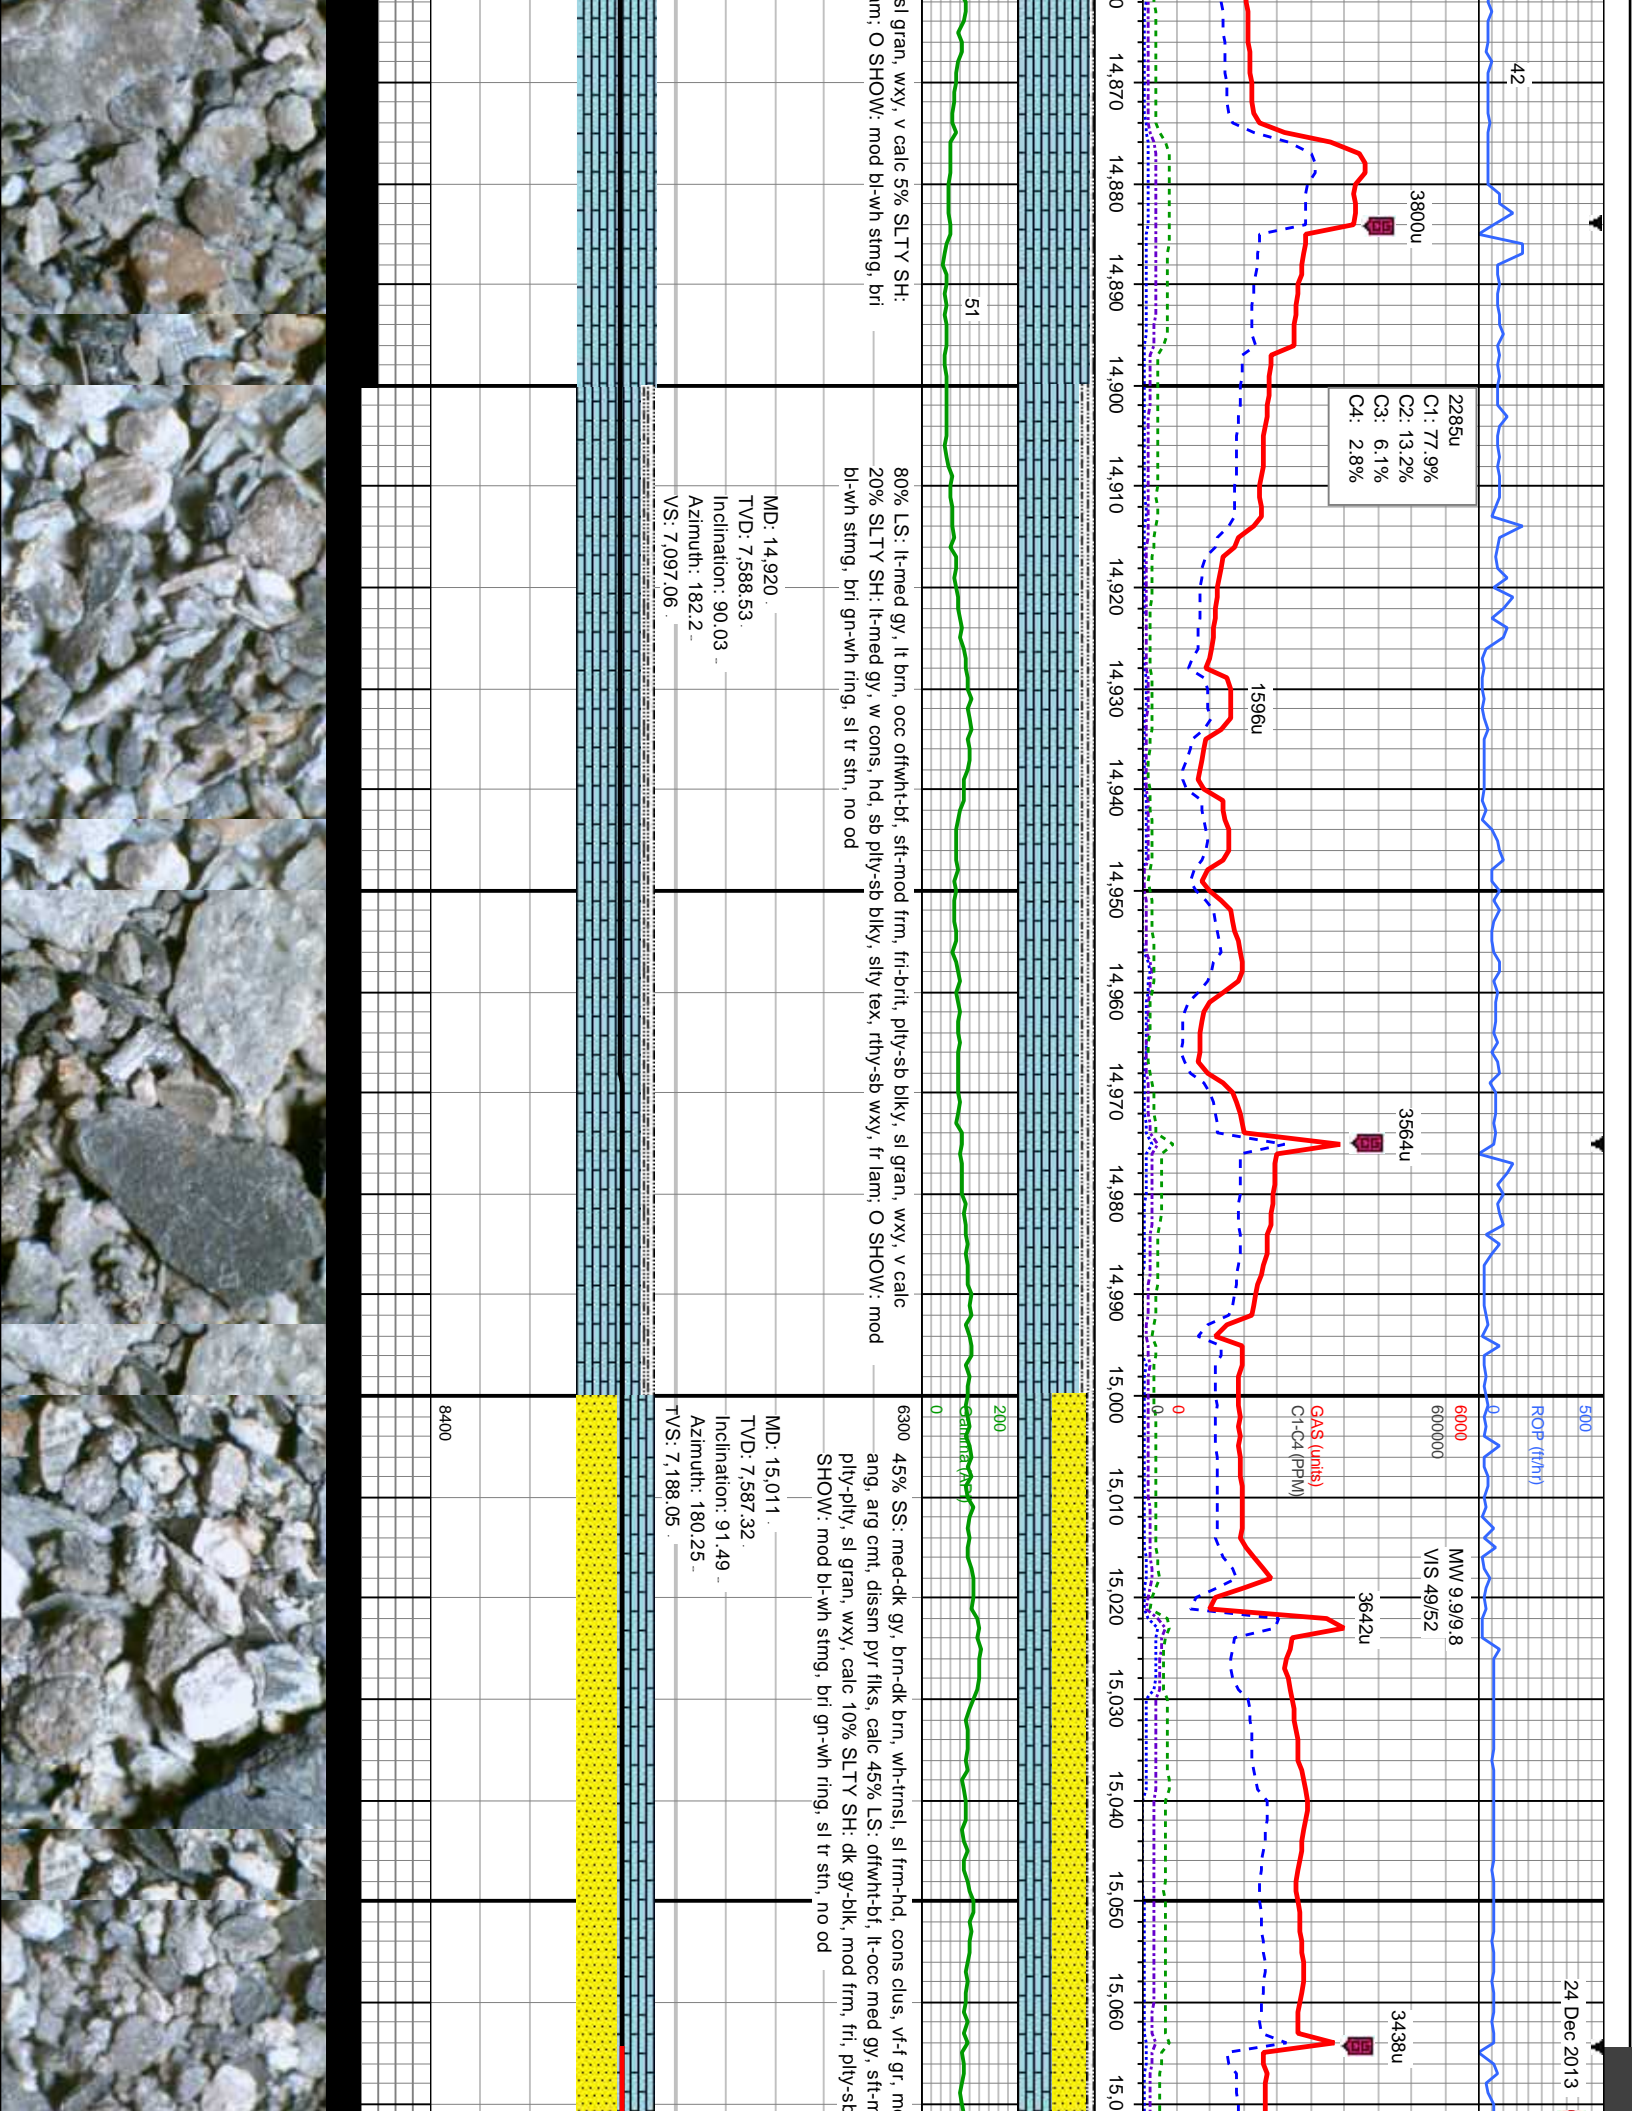 42
3800u
3564u
3438u
24 Dec 2013
500
ROP (ft/hr)
0
2285u
C1: 77.9%
C2: 13.2%
C3: 6.1%
C4: 2.8%
1596u
6000
600000
GAS (units)
C1-C4 (PPM)
0
0
MW 9.9/9.8
VIS 49/52
3642u
14,870
14,880
14,890
14,900
14,910
14,920
14,930
14,940
14,950
14,960
14,970
14,980
14,990
15,000
15,010
15,020
15,030
15,040
15,050
15,060
15,0
51
200
0
sl gran, wxy, v calc 5% SLTY SH:
am; O SHOW: mod bl-wh stmg, bri
80% LS: lt-med gy, lt brn, occ offwht-bf, sft-mod frm, fri-brit, plty-sb blky, sl gran, wxy, v calc
20% SLTY SH: lt-med gy, w cons, hd, sb plty-sb blky, slty tex, rthy-sb wxy, fr lam; O SHOW: mod
bl-wh stmg, bri gn-wh ring, sl tr stn, no od
6300
45% SS: med-dk gy, brn-dk brn, wh-trnsl, sl frm-hd, cons clus, vf-f gr,
ang, arg cmt, dissm pyr flks, calc 45% LS: offwht-bf, lt-occ med gy,
plty-plty, sl gran, wxy, calc 10% SLTY SH: dk gy-blk, mod frm, fri, plty-sb
SHOW: mod bl-wh stmg, bri gn-wh ring, sl tr stn, no od
MD: 14,920
TVD: 7,588.53
Inclination: 90.03
Azimuth: 182.2
VS: 7,097.06
MD: 15,011
TVD: 7,587.32
Inclination: 91.49
Azimuth: 180.25
VS: 7,188.05
8400